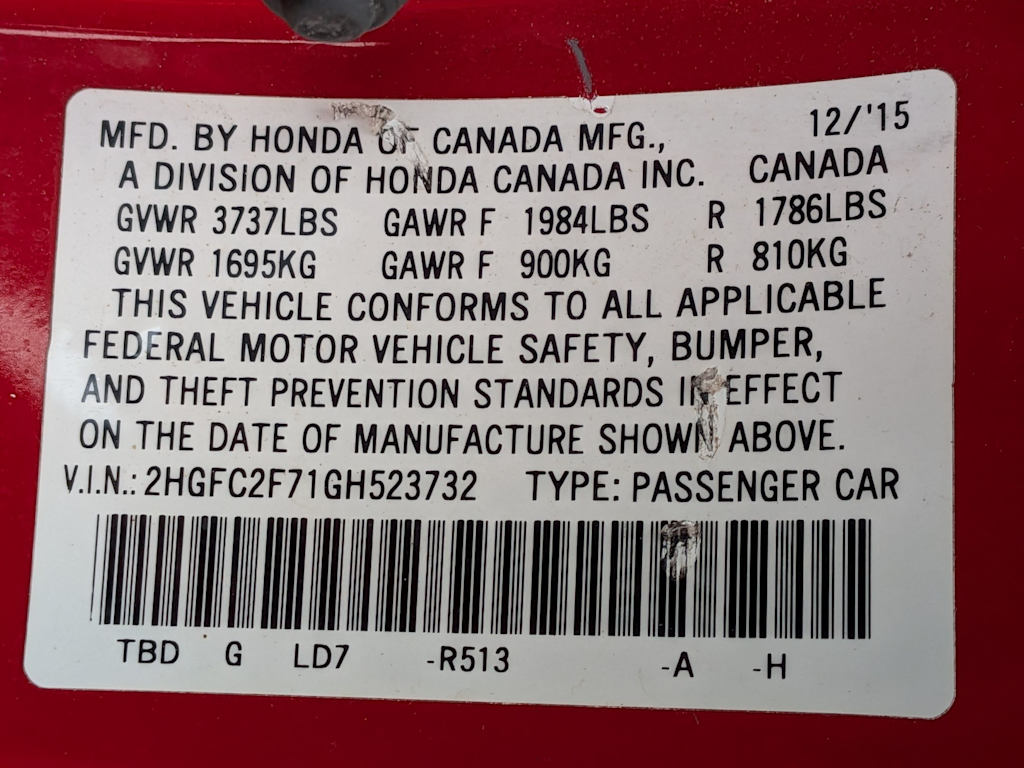 MFD. BY HONDA OF CANADA MFG., 12/'15
A DIVISION OF HONDA CANADA INC. CANADA
GVWR 3737LBS GAWR F 1984LBS R 1786LBS
GVWR 1695KG GAWR F 900KG R 810KG
THIS VEHICLE CONFORMS TO ALL APPLICABLE
FEDERAL MOTOR VEHICLE SAFETY, BUMPER,
AND THEFT PREVENTION STANDARDS IN EFFECT
ON THE DATE OF MANUFACTURE SHOWN ABOVE.
V.I.N.: 2HGFC2F71GH523732 TYPE: PASSENGER CAR
TBD G LD7 -R513 -A -H